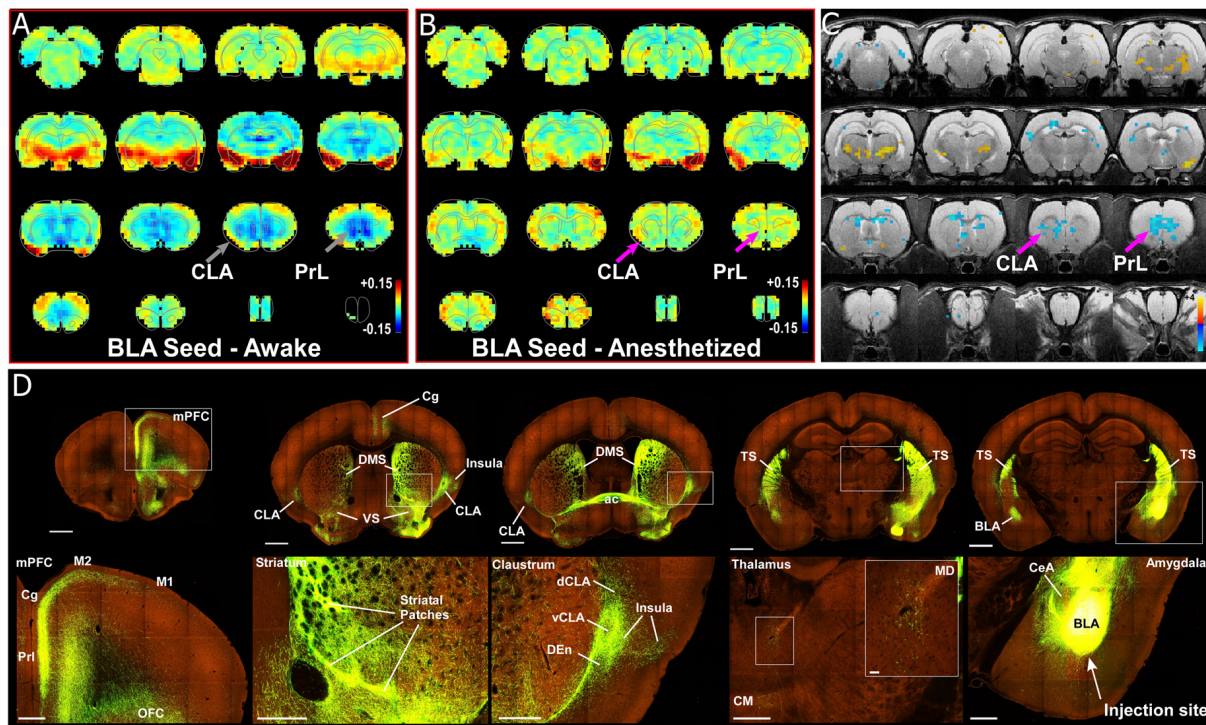 A
CLA
PrL
+0.15
-0.15
BLA Seed - Awake
B
CLA
PrL
+0.15
-0.15
BLA Seed - Anesthetized
C
CLA
PrL
D
mPFC
Cg
DMS
Insula
CLA
VS
CLA
DMS
ac
CLA
TS
TS
TS
TS
BLA
mPFC
M2
M1
Cg
Prl
OFC
Striatum
Striatal
Patches
Claustrum
dCLA
vCLA
Insula
DEn
Thalamus
MD
CM
CeA
Amygdala
BLA
Injection site